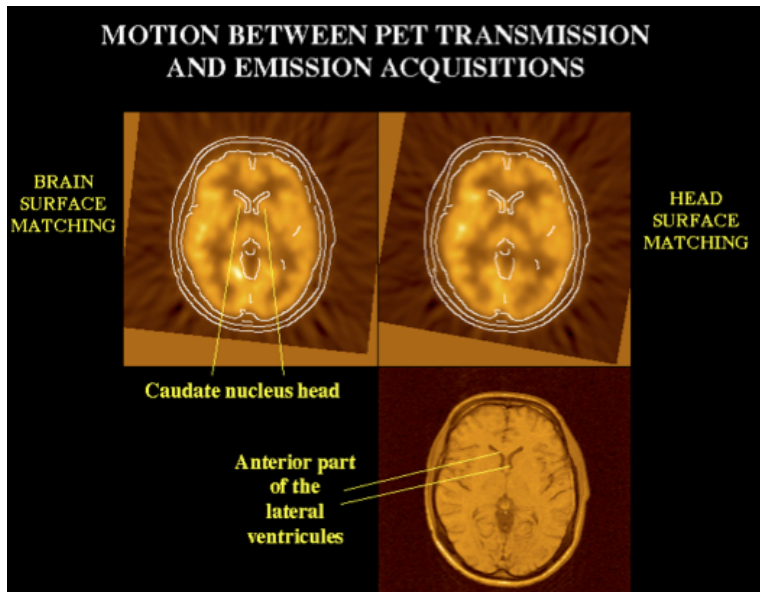 MOTION BETWEEN PET TRANSMISSION
AND EMISSION ACQUISITIONS
BRAIN
SURFACE
MATCHING
HEAD
SURFACE
MATCHING
Caudate nucleus head
Anterior part
of the
lateral
ventricules